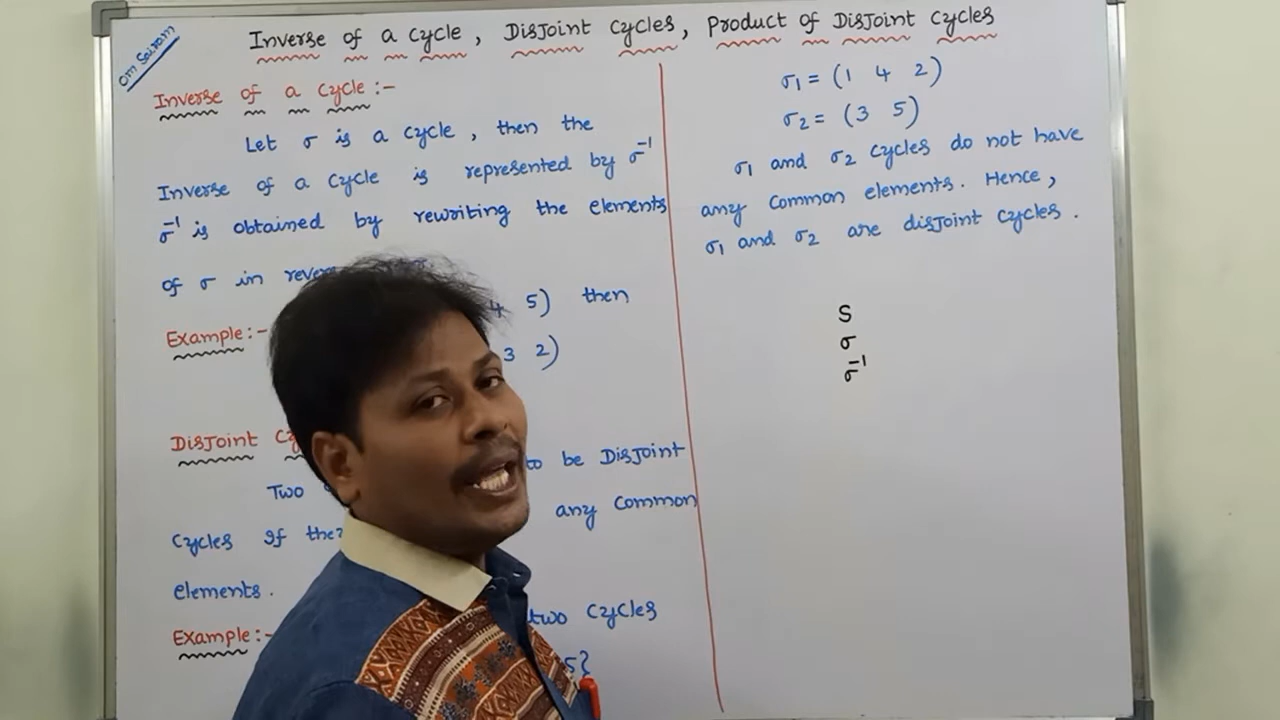 Om Sairam
Inverse of a cycle, Disjoint Cycles, Product of Disjoint Cycles
Inverse of a cycle :-
Let σ is a cycle, then the
Inverse of a cycle is represented by σ⁻¹
σ⁻¹ is obtained by rewriting the elements
of σ in
Example :- 4 5) then
3 2)
Disjoint
Two to be Disjoint
cycles if any common
elements.
Example :- two cycles
5}
σ1 = (1 4 2)
σ2 = (3 5)
σ1 and σ2 cycles do not have
any common elements. Hence,
σ1 and σ2 are disjoint cycles.
S
σ
σ⁻¹